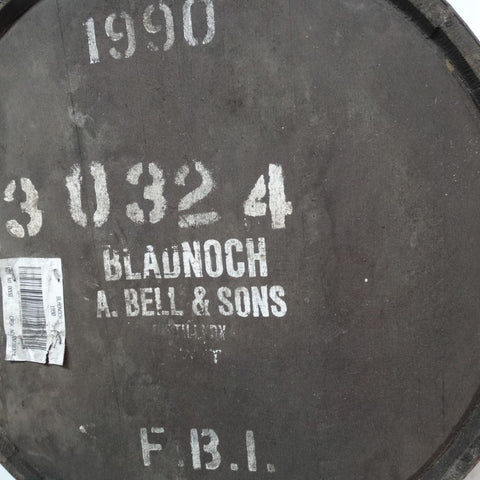 1990
30324
BLADNOCH
A. BELL & SONS
F.B.I.